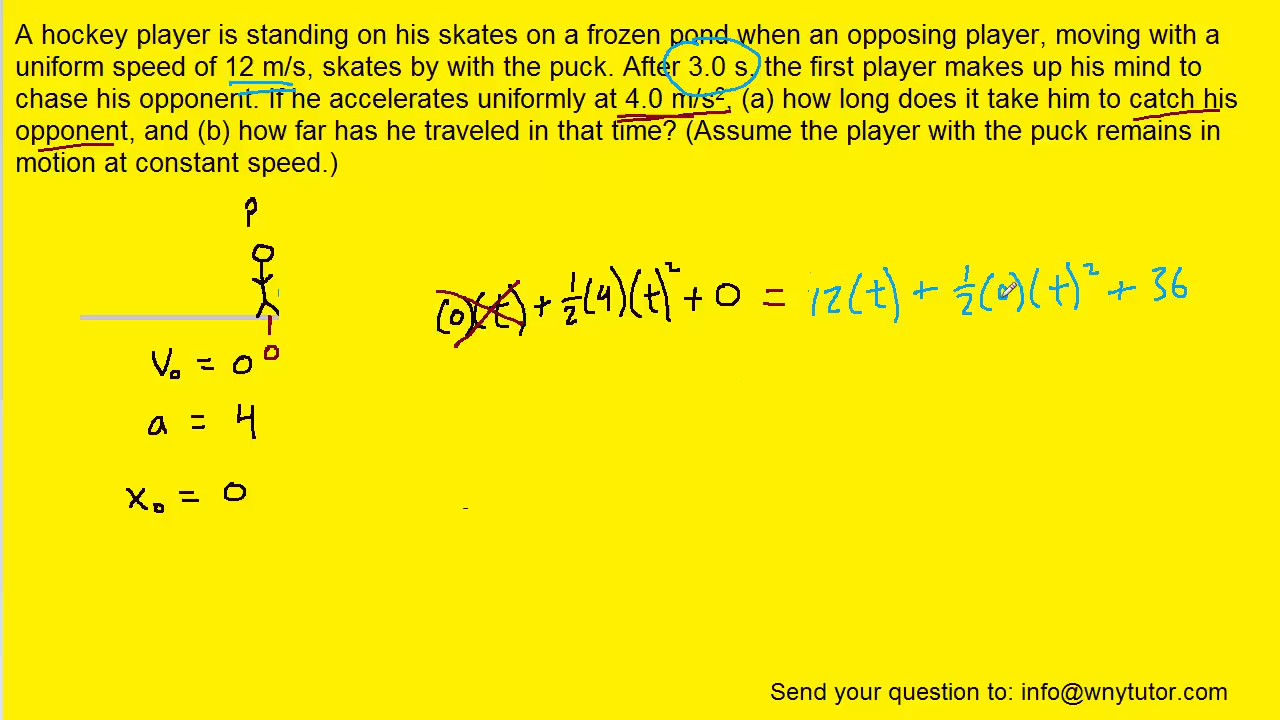 A hockey player is standing on his skates on a frozen pond when an opposing player, moving with a
uniform speed of 12 m/s, skates by with the puck. After 3.0 s, the first player makes up his mind to
chase his opponent. If he accelerates uniformly at 4.0 m/s², (a) how long does it take him to catch his
opponent, and (b) how far has he traveled in that time? (Assume the player with the puck remains in
motion at constant speed.)
P
(0)(t) + ½(4)(t)² + 0 = 12(t) + ½(0)(t)² + 36
0
V₀ = 0
a = 4
x₀ = 0
Send your question to: info@wnytutor.com